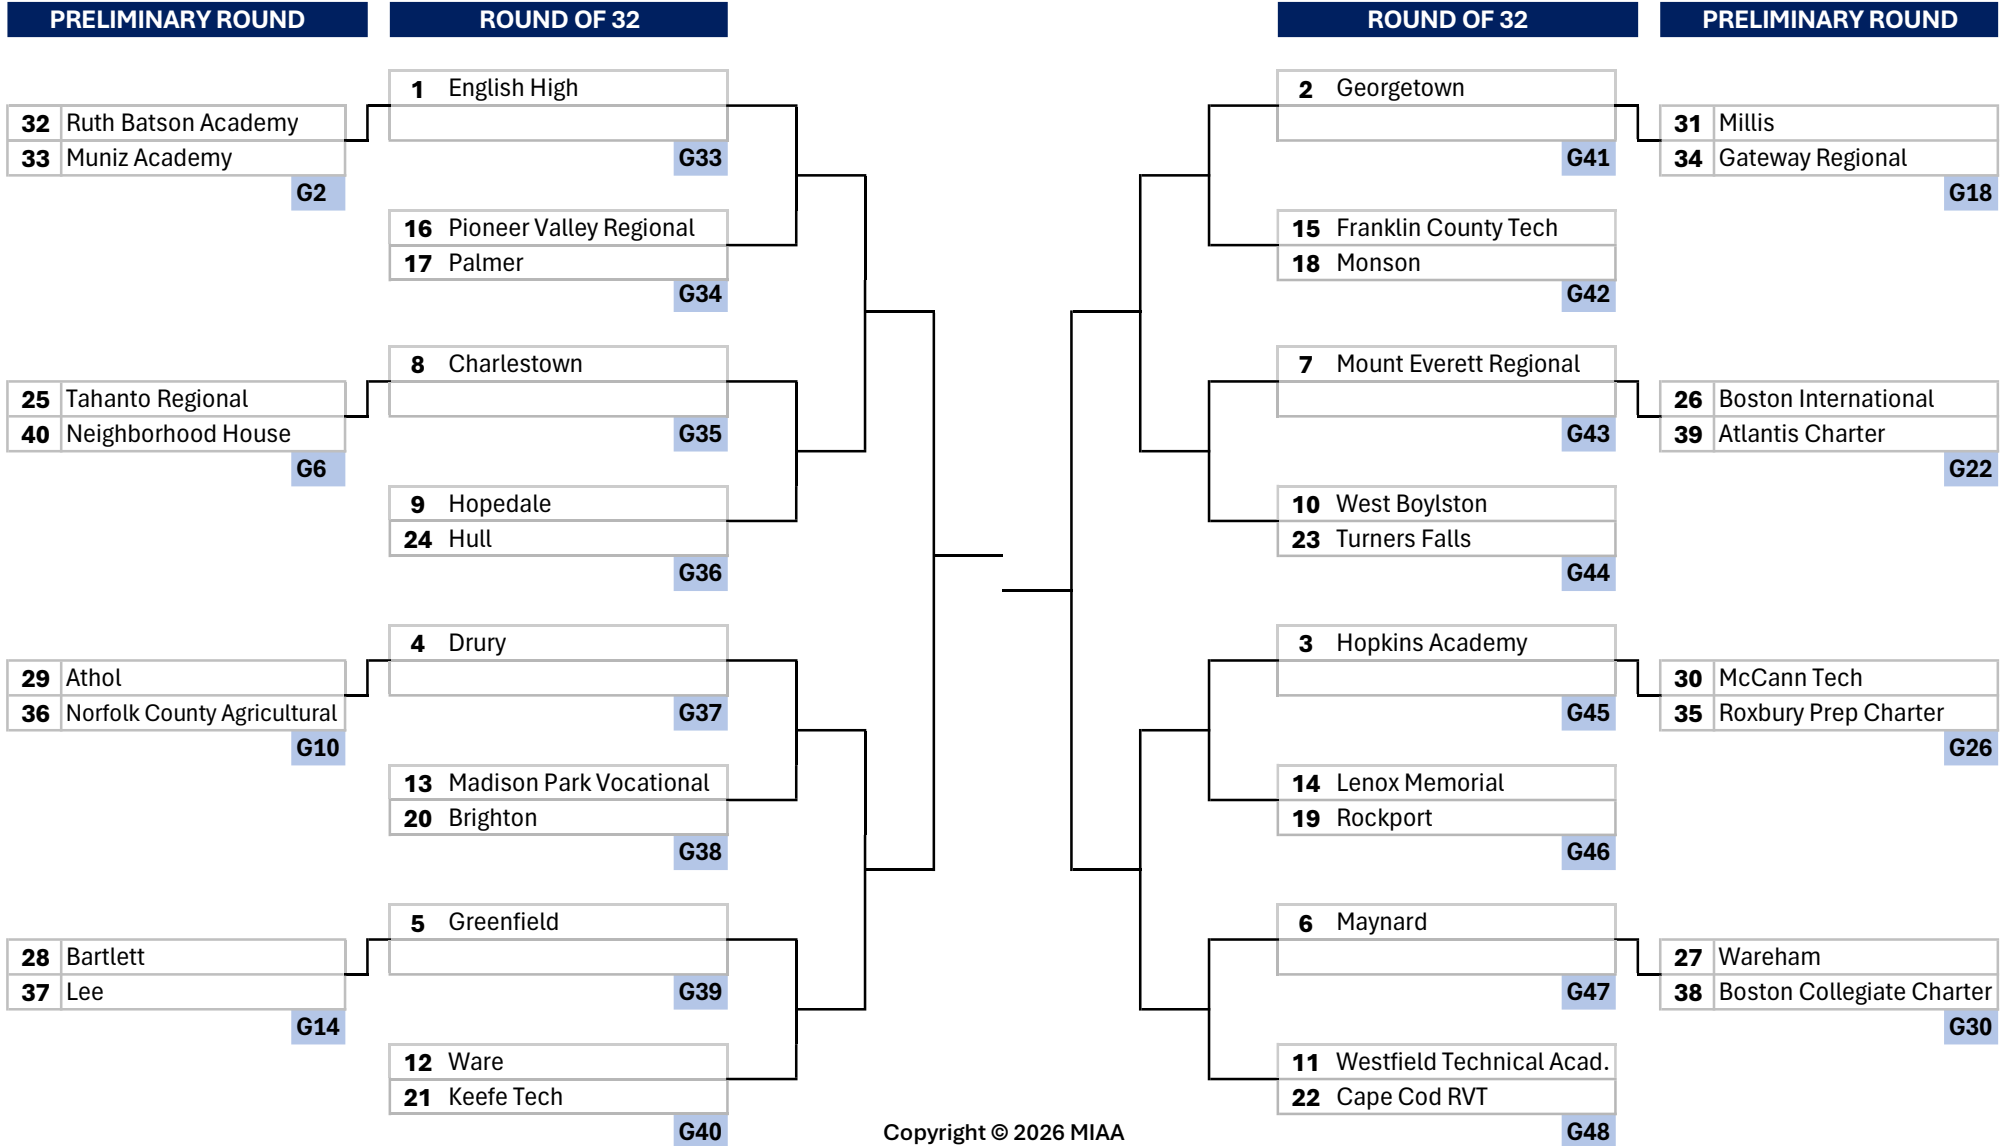 PRELIMINARY ROUND
ROUND OF 32
ROUND OF 32
PRELIMINARY ROUND
32 Ruth Batson Academy
33 Muniz Academy
G2
25 Tahanto Regional
40 Neighborhood House
G6
29 Athol
36 Norfolk County Agricultural
G10
28 Bartlett
37 Lee
G14
1 English High
G33
16 Pioneer Valley Regional
17 Palmer
G34
8 Charlestown
G35
9 Hopedale
24 Hull
G36
4 Drury
G37
13 Madison Park Vocational
20 Brighton
G38
5 Greenfield
G39
12 Ware
21 Keefe Tech
G40
2 Georgetown
G41
15 Franklin County Tech
18 Monson
G42
7 Mount Everett Regional
G43
10 West Boylston
23 Turners Falls
G44
3 Hopkins Academy
G45
14 Lenox Memorial
19 Rockport
G46
6 Maynard
G47
11 Westfield Technical Acad.
22 Cape Cod RVT
G48
31 Millis
34 Gateway Regional
G18
26 Boston International
39 Atlantis Charter
G22
30 McCann Tech
35 Roxbury Prep Charter
G26
27 Wareham
38 Boston Collegiate Charter
G30
Copyright © 2026 MIAA